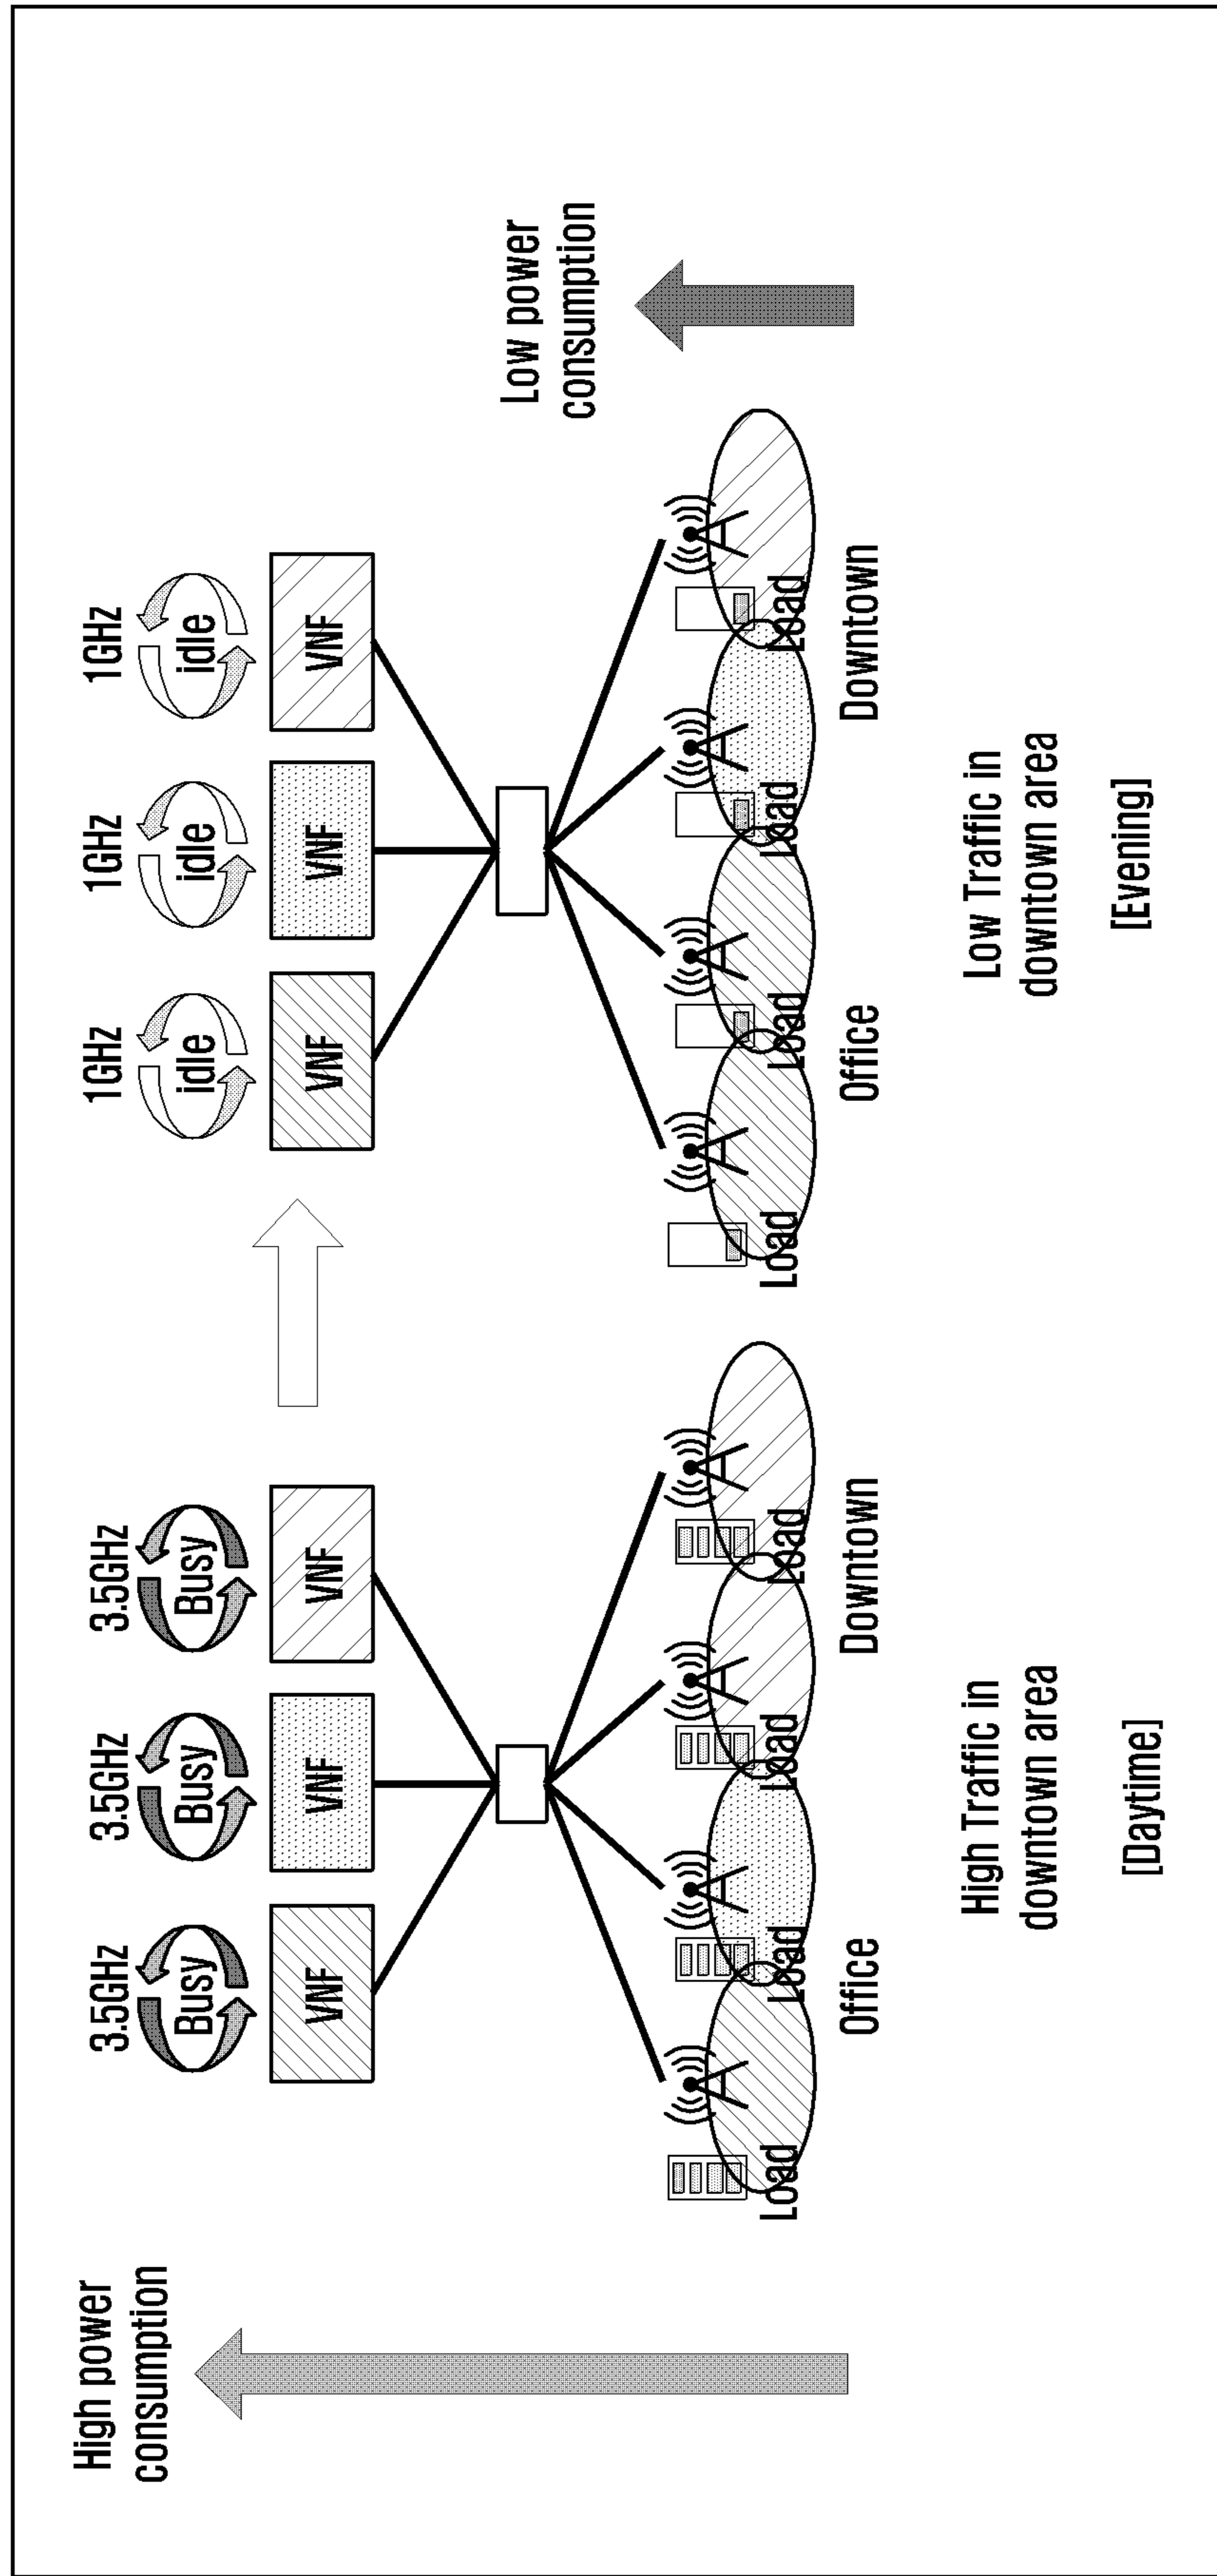 High power
consumption
3.5GHz
3.5GHz
3.5GHz
Busy
Busy
Busy
VNF
VNF
VNF
Load
Load
Load
Load
Office
Downtown
High Traffic in
downtown area
[Daytime]
1GHz
1GHz
1GHz
idle
idle
idle
VNF
VNF
VNF
Low power
consumption
Load
Load
Load
Load
Office
Downtown
Low Traffic in
downtown area
[Evening]